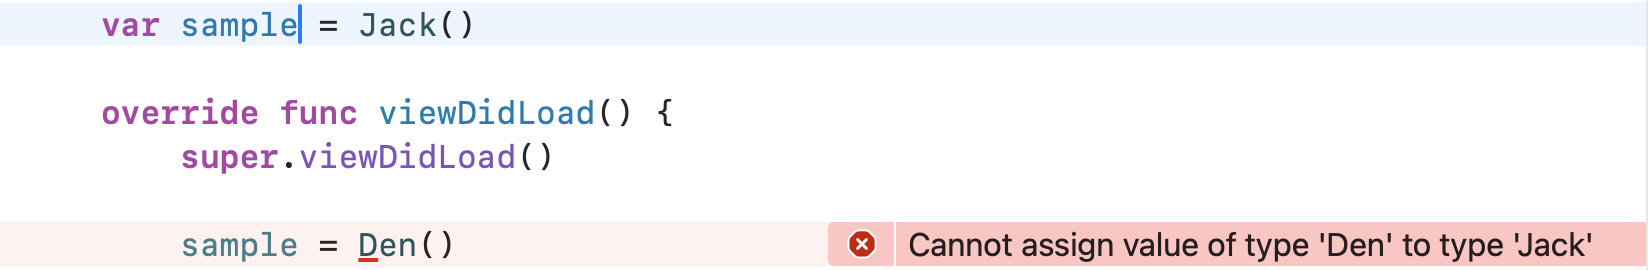 var sample = Jack()
override func viewDidLoad() {
super.viewDidLoad()
sample = Den()
Cannot assign value of type 'Den' to type 'Jack'